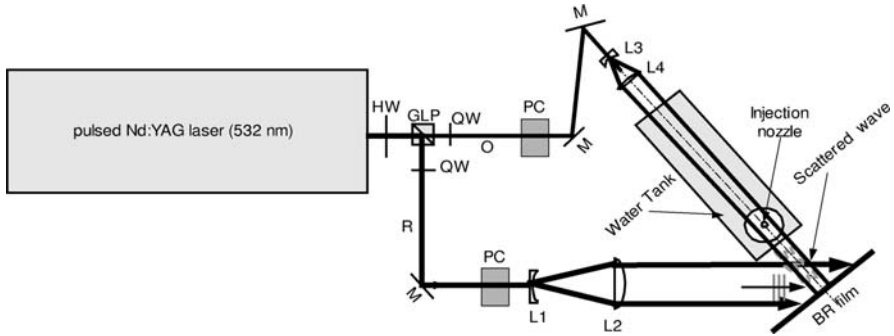 M
L3
L4
pulsed Nd:YAG laser (532 nm)
HW
GLP
QW
PC
O
M
Injection
nozzle
Scattered wave
QW
Water Tank
R
PC
M
L1
L2
BR film